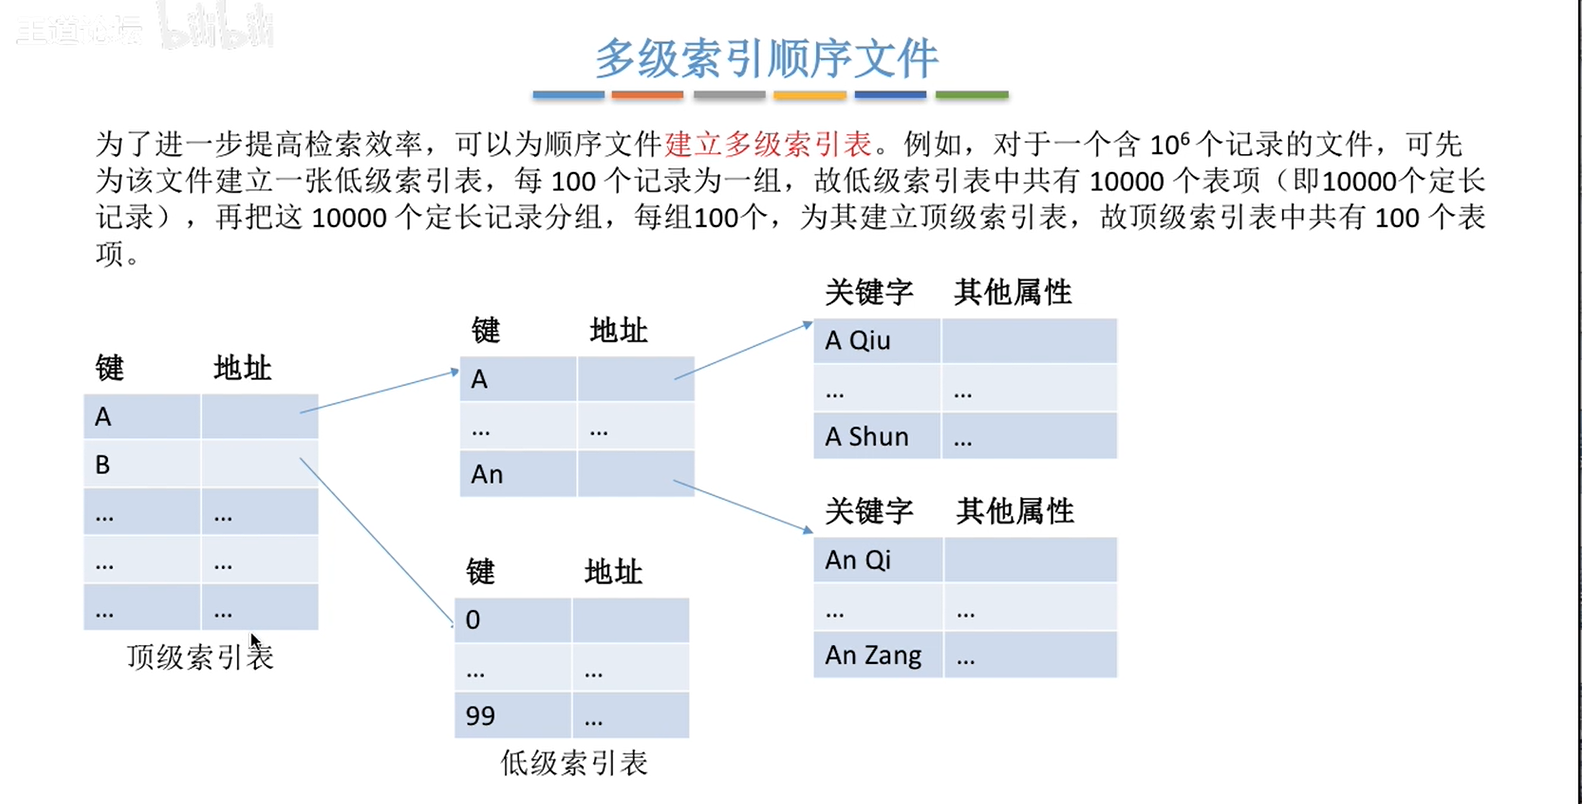 王道论坛 bilibili
多级索引顺序文件
为了进一步提高检索效率，可以为顺序文件建立多级索引表。例如，对于一个含 10⁶ 个记录的文件，可先
为该文件建立一张低级索引表，每 100 个记录为一组，故低级索引表中共有 10000 个表项（即10000个定长
记录），再把这 10000 个定长记录分组，每组100个，为其建立顶级索引表，故顶级索引表中共有 100 个表
项。
键 地址
A
B
... ...
... ...
... ...
顶级索引表
键 地址
A
... ...
An
键 地址
0
... ...
99 ...
低级索引表
关键字 其他属性
A Qiu
... ...
A Shun ...
关键字 其他属性
An Qi
... ...
An Zang ...